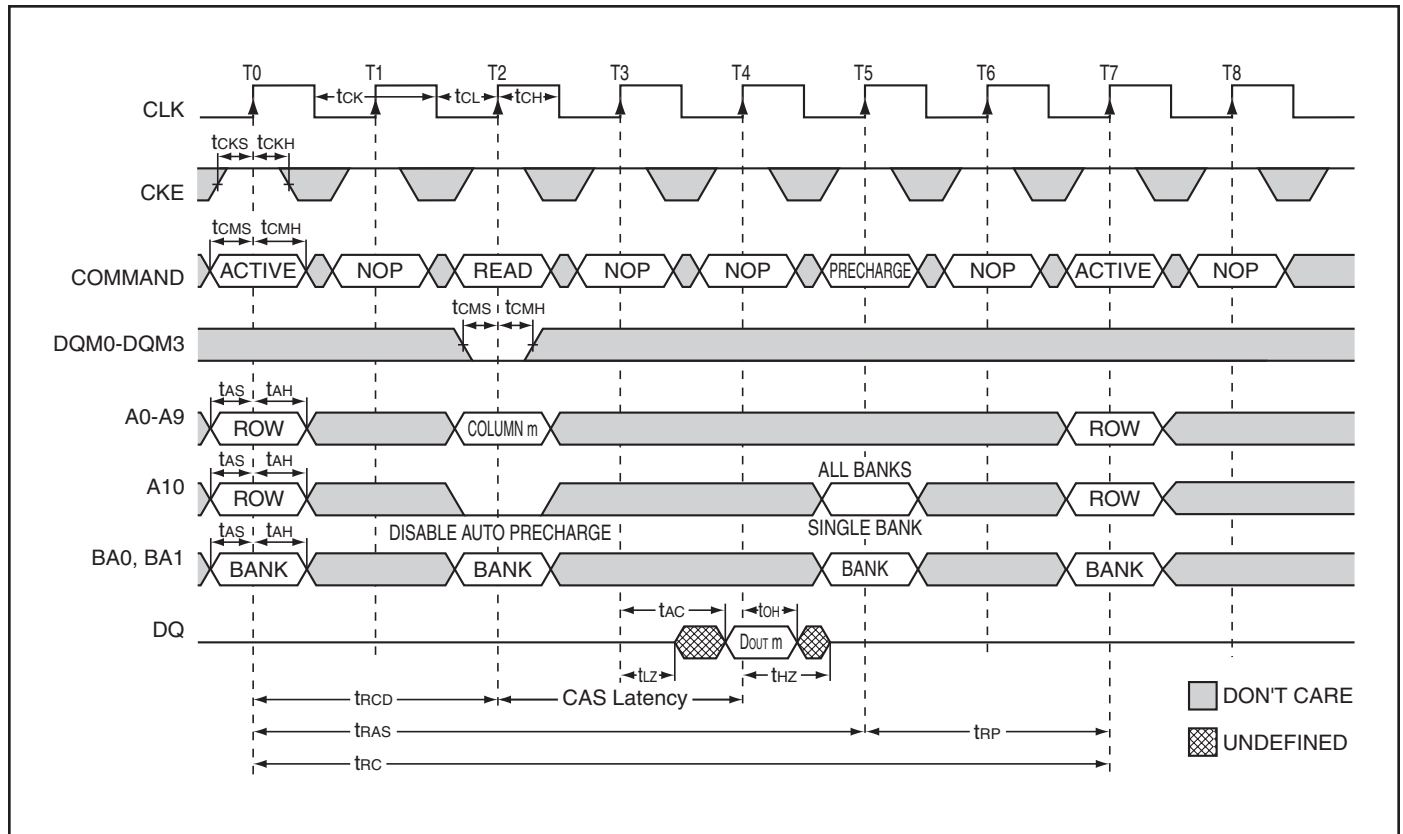 T0 T1 T2 T3 T4 T5 T6 T7 T8
CLK tCK tCL tCH
tCKS tCKH
CKE
tCMS tCMH
COMMAND ACTIVE NOP READ NOP NOP PRECHARGE NOP ACTIVE NOP
tCMS tCMH
DQM0-DQM3
tAS tAH
A0-A9 ROW COLUMN m ROW
tAS tAH ALL BANKS
A10 ROW ROW
DISABLE AUTO PRECHARGE SINGLE BANK
tAS tAH
BA0, BA1 BANK BANK BANK BANK
tAC tOH
DQ DOUT m
tLZ tHZ
tRCD CAS Latency
DON'T CARE
tRAS tRP
UNDEFINED
tRC